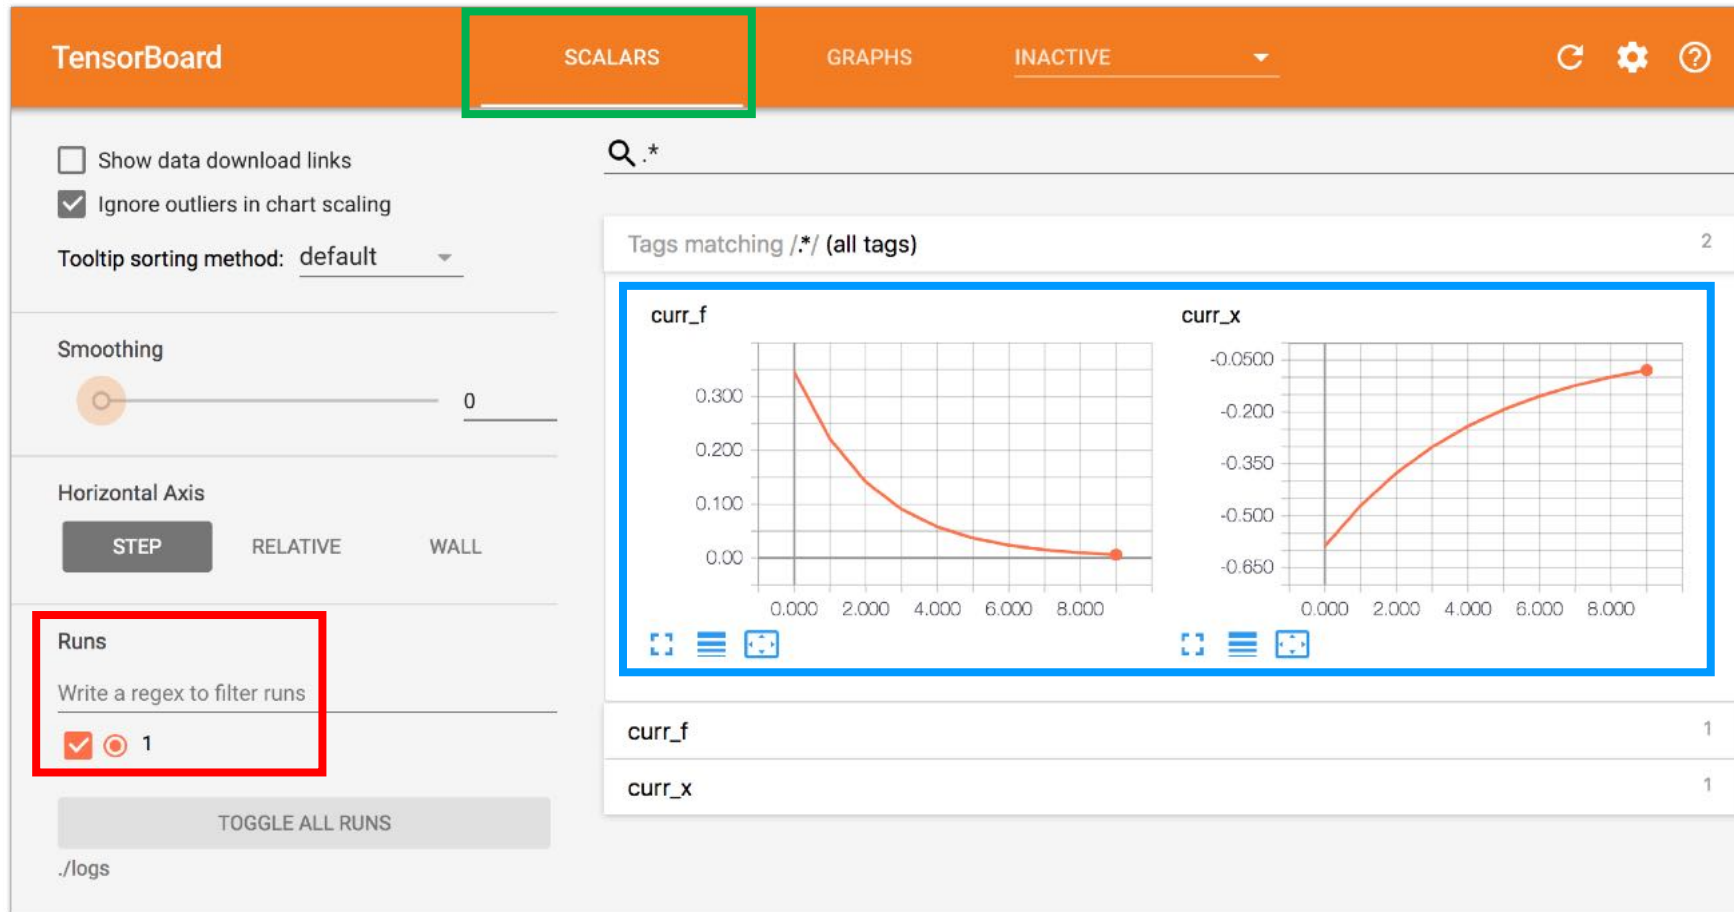 TensorBoard SCALARS GRAPHS INACTIVE
Show data download links
Ignore outliers in chart scaling
Tooltip sorting method: default
Smoothing
0
Horizontal Axis
STEP RELATIVE WALL
Runs
Write a regex to filter runs
1
TOGGLE ALL RUNS
./logs
.*
Tags matching /.*/ (all tags) 2
curr_f
0.300
0.200
0.100
0.00
0.000 2.000 4.000 6.000 8.000
curr_x
-0.0500
-0.200
-0.350
-0.500
-0.650
0.000 2.000 4.000 6.000 8.000
curr_f 1
curr_x 1